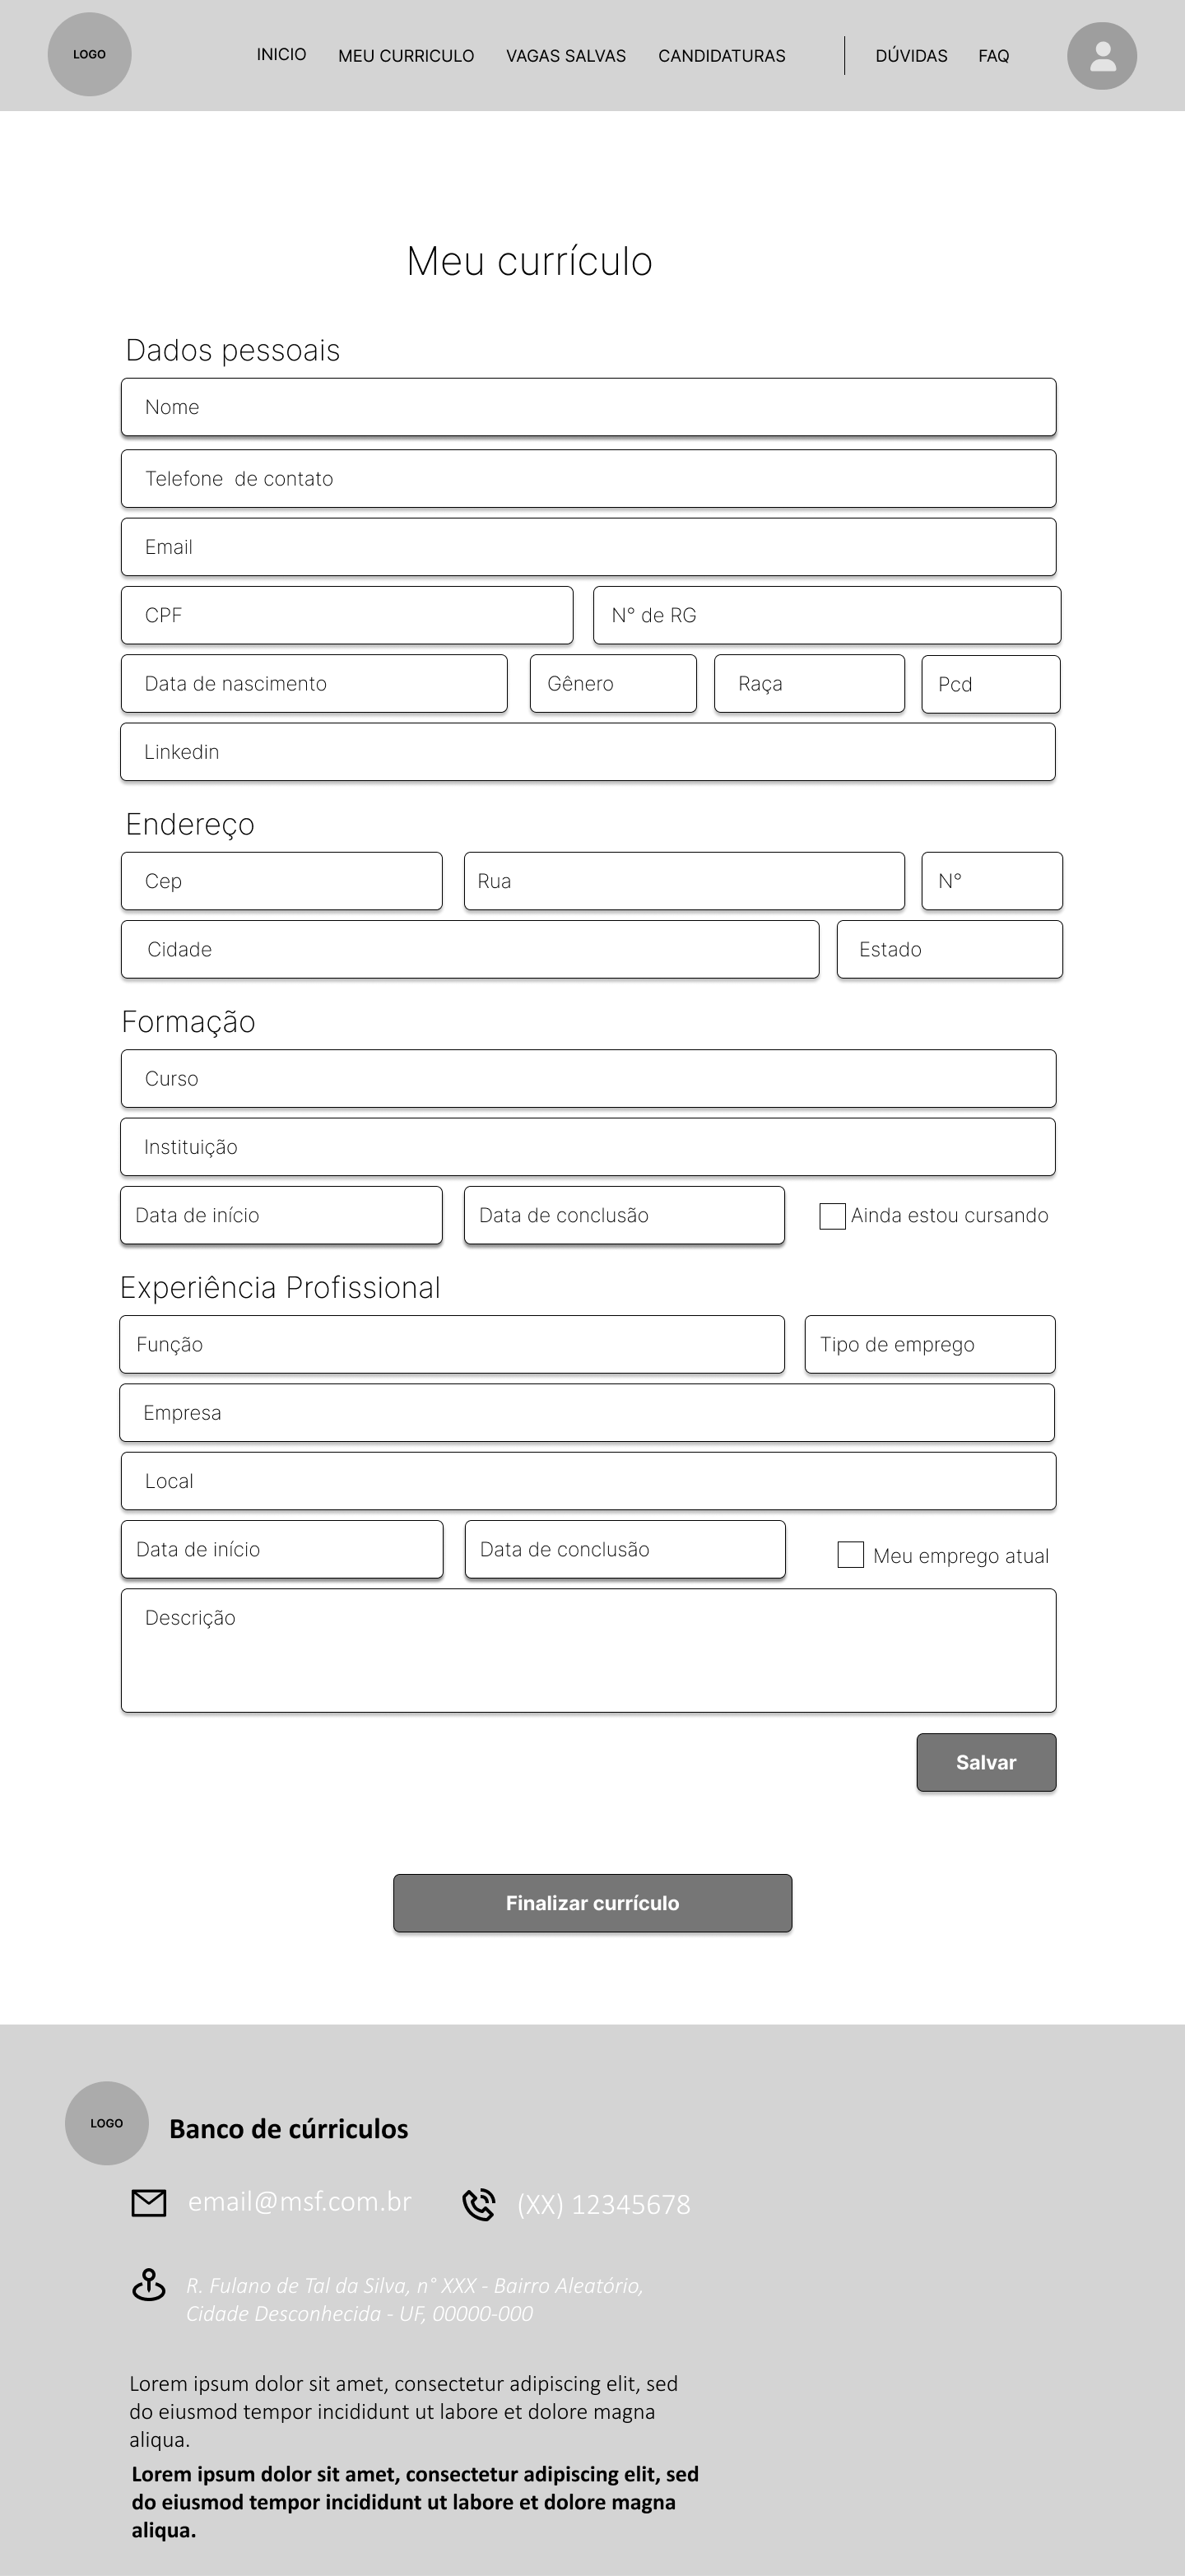 LOGO
INICIO MEU CURRICULO VAGAS SALVAS CANDIDATURAS DÚVIDAS FAQ
Meu currículo
Dados pessoais
Nome
Telefone de contato
Email
CPF N° de RG
Data de nascimento Gênero Raça Pcd
Linkedin
Endereço
Cep Rua N°
Cidade Estado
Formação
Curso
Instituição
Data de início Data de conclusão Ainda estou cursando
Experiência Profissional
Função Tipo de emprego
Empresa
Local
Data de início Data de conclusão Meu emprego atual
Descrição
Salvar
Finalizar currículo
LOGO Banco de cúrriculos
email@msf.com.br (XX) 12345678
R. Fulano de Tal da Silva, n° XXX - Bairro Aleatório,
Cidade Desconhecida - UF, 00000-000
Lorem ipsum dolor sit amet, consectetur adipiscing elit, sed
do eiusmod tempor incididunt ut labore et dolore magna
aliqua.
Lorem ipsum dolor sit amet, consectetur adipiscing elit, sed
do eiusmod tempor incididunt ut labore et dolore magna
aliqua.